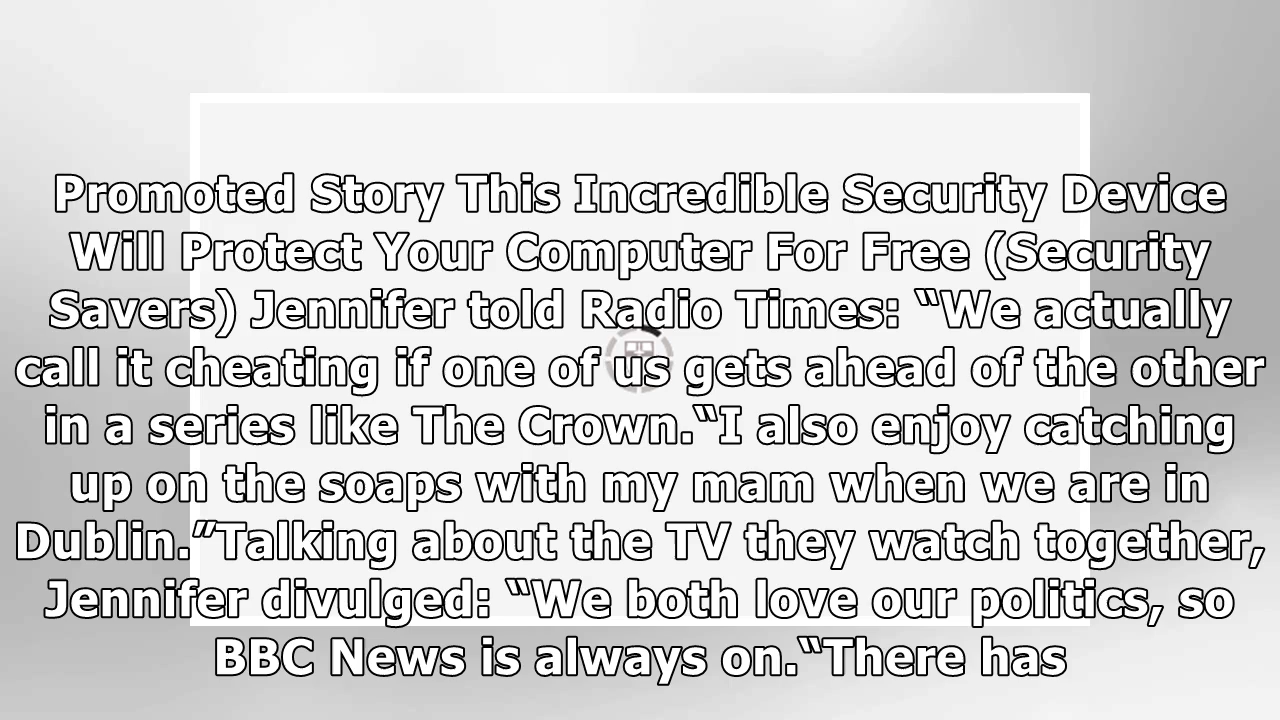 Promoted Story This Incredible Security Device
Will Protect Your Computer For Free (Security
Savers) Jennifer told Radio Times: “We actually
call it cheating if one of us gets ahead of the other
in a series like The Crown.“I also enjoy catching
up on the soaps with my mam when we are in
Dublin.”Talking about the TV they watch together,
Jennifer divulged: “We both love our politics, so
BBC News is always on.“There has